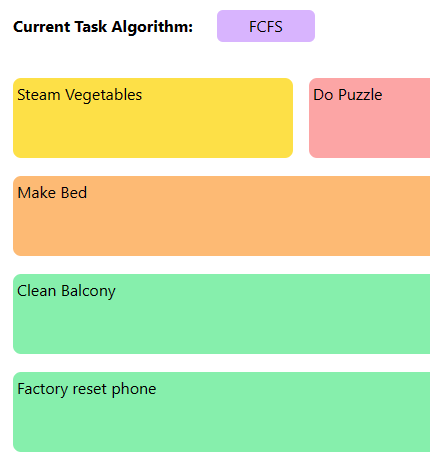 Current Task Algorithm: FCFS
Steam Vegetables Do Puzzle
Make Bed
Clean Balcony
Factory reset phone